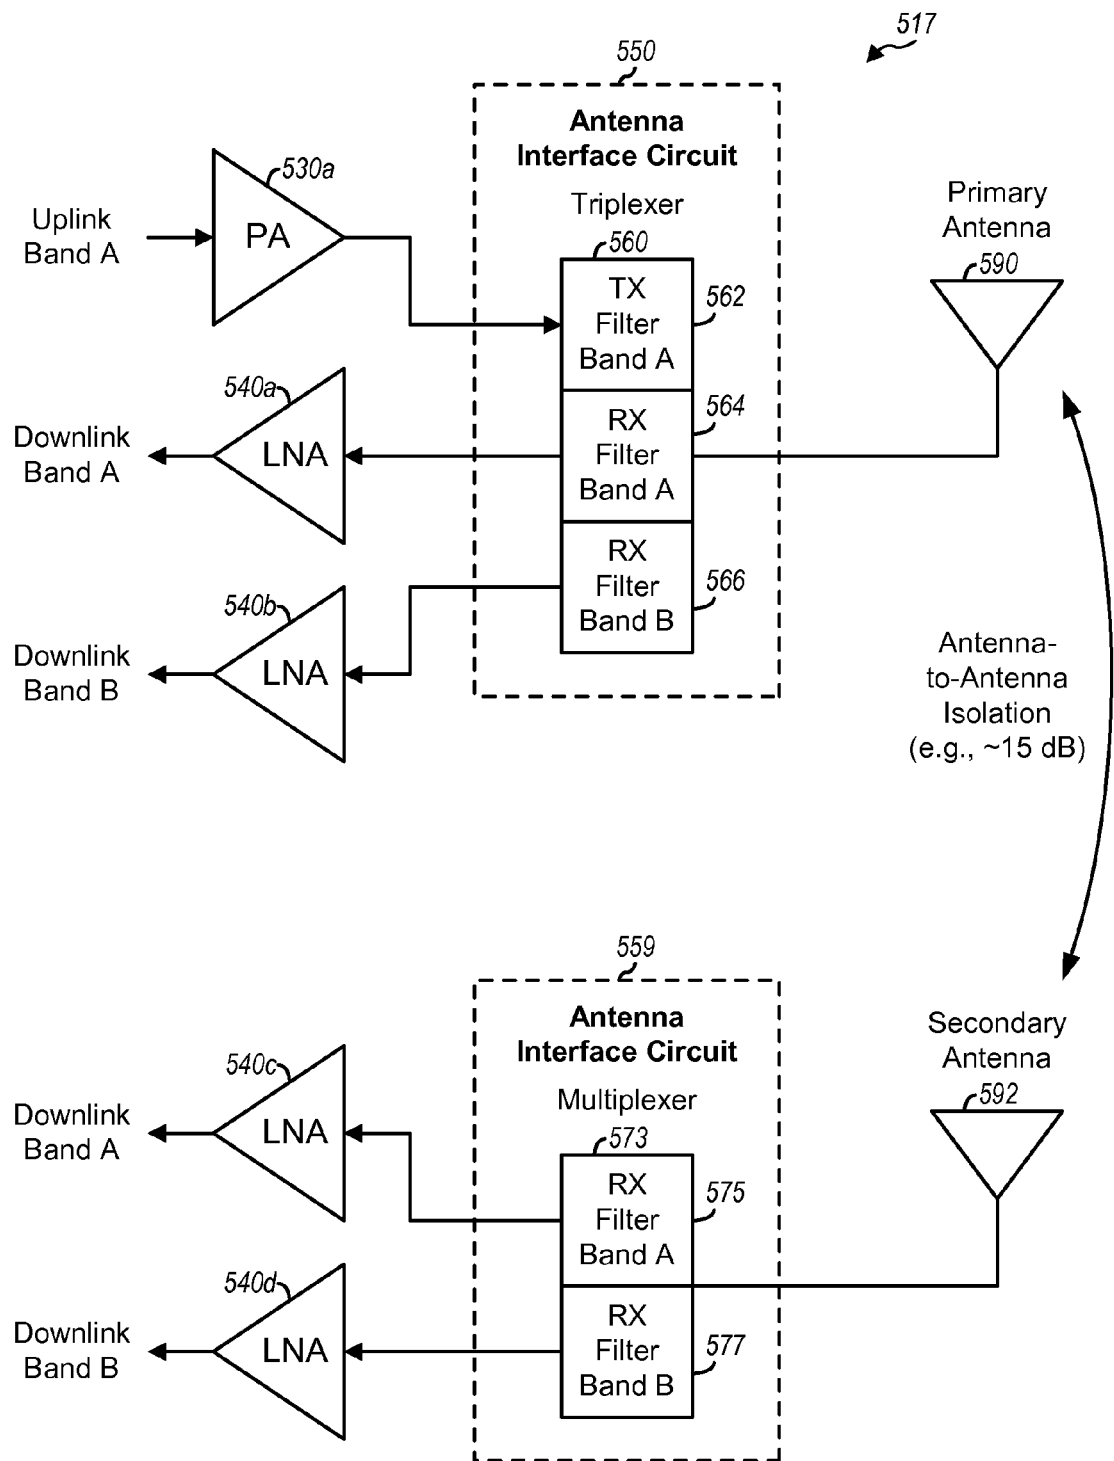 517
550
Antenna
Interface Circuit
Triplexer
560
530a
Uplink
Band A
PA
TX
Filter
Band A
562
Primary
Antenna
590
540a
Downlink
Band A
LNA
RX
Filter
Band A
564
540b
Downlink
Band B
LNA
RX
Filter
Band B
566
Antenna-
to-Antenna
Isolation
(e.g., ~15 dB)
559
Antenna
Interface Circuit
Multiplexer
573
Secondary
Antenna
592
540c
Downlink
Band A
LNA
RX
Filter
Band A
575
540d
Downlink
Band B
LNA
RX
Filter
Band B
577